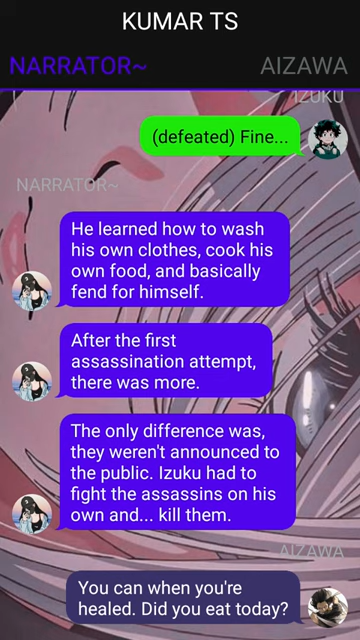 KUMAR TS
NARRATOR~ AIZAWA
IZUKU
(defeated) Fine...
NARRATOR~
He learned how to wash
his own clothes, cook his
own food, and basically
fend for himself.
After the first
assassination attempt,
there was more.
The only difference was,
they weren't announced to
the public. Izuku had to
fight the assassins on his
own and... kill them.
AIZAWA
You can when you're
healed. Did you eat today?